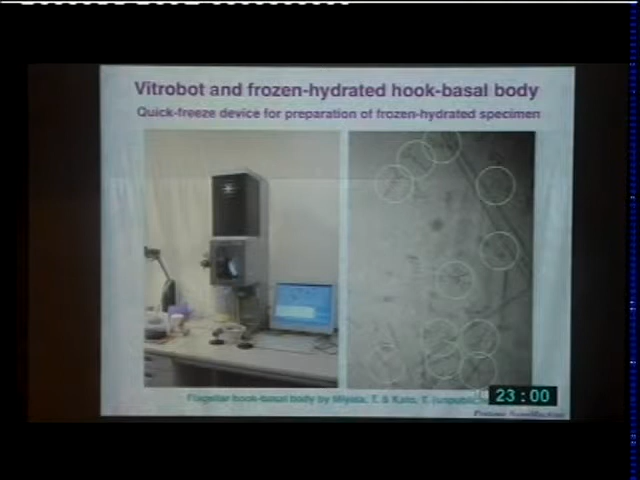 Vitrobot and frozen-hydrated hook-basal body
Quick-freeze device for preparation of frozen-hydrated specimen
Flagellar hook-basal body by Miyata, T. & Kato, T.
23:00